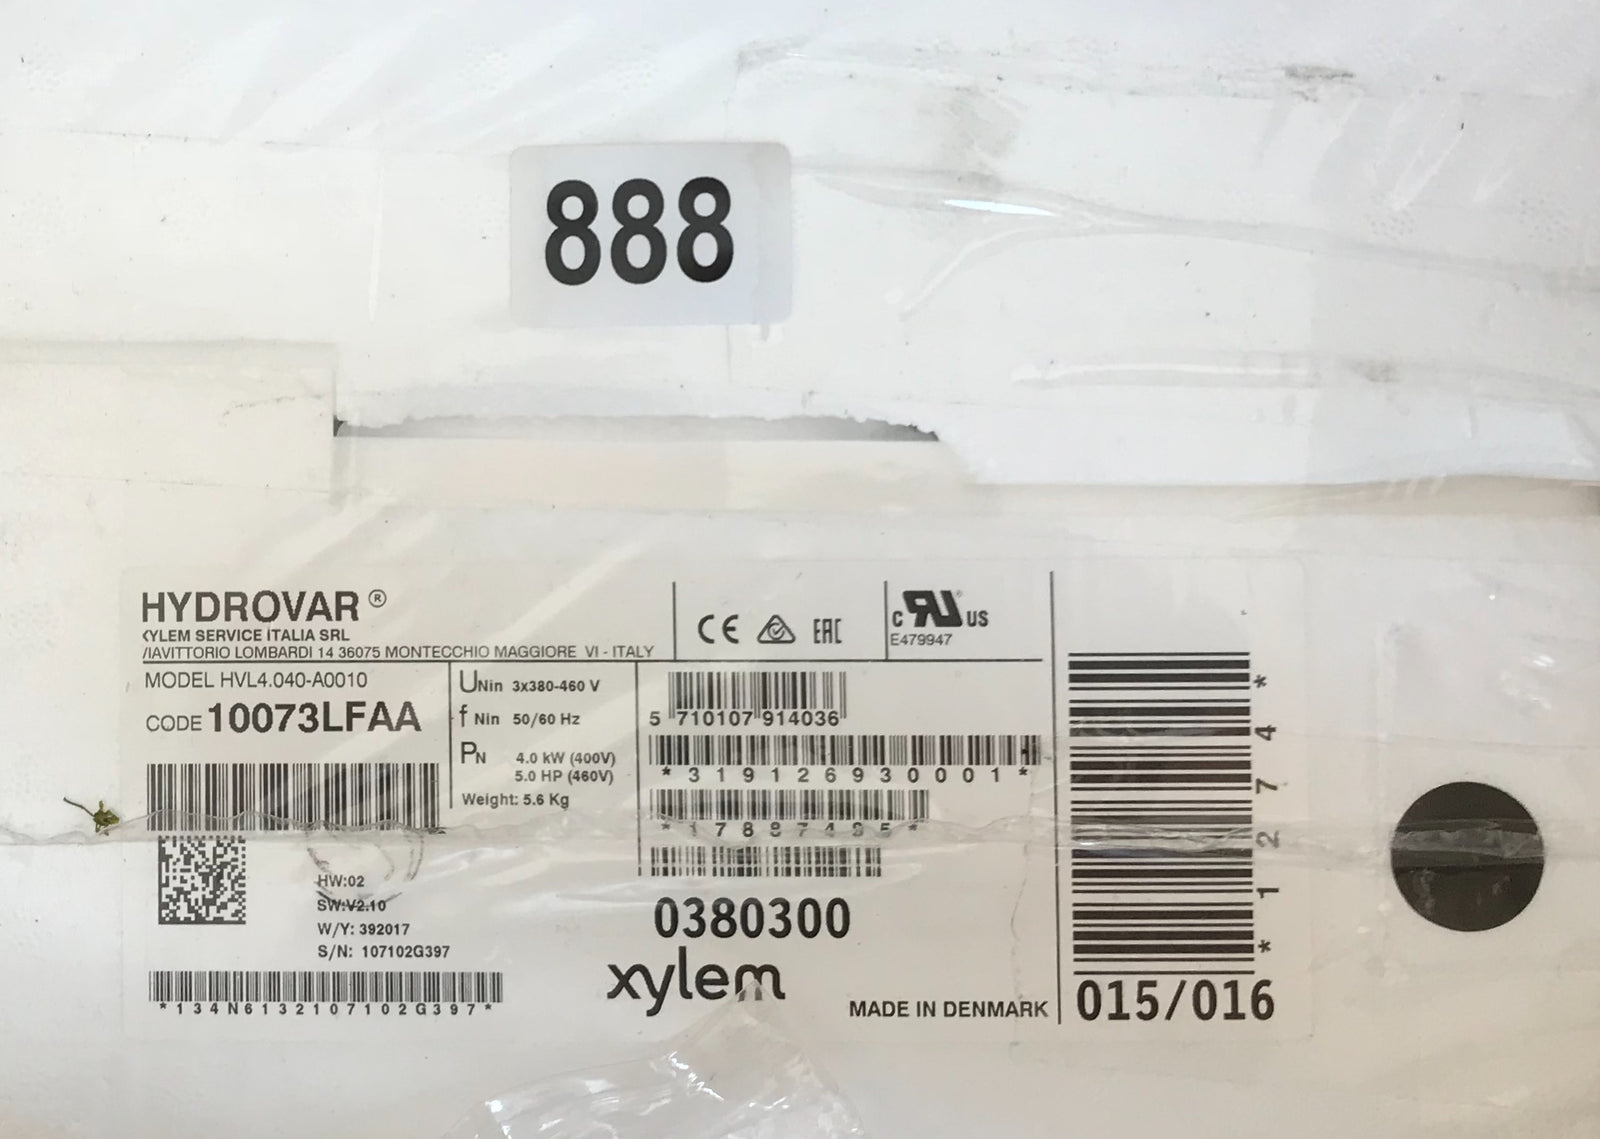 888
HYDROVAR ®
XYLEM SERVICE ITALIA SRL
VIAVITTORIO LOMBARDI 14 36075 MONTECCHIO MAGGIORE VI - ITALY
CE EAC
c RU ® US
E479947
MODEL HVL4.040-A0010
CODE 10073LFAA
UNin 3x380-460 V
f Nin 50/60 Hz
PN 4.0 kW (400V)
5.0 HP (460V)
Weight: 5.6 Kg
5 710107 914036
*319126930001*
*17887485*
HW:02
SW:V2.10
W/Y: 392017
S/N: 107102G397
*134N6132107102G397*
0380300
xylem
MADE IN DENMARK
*1274*
015/016